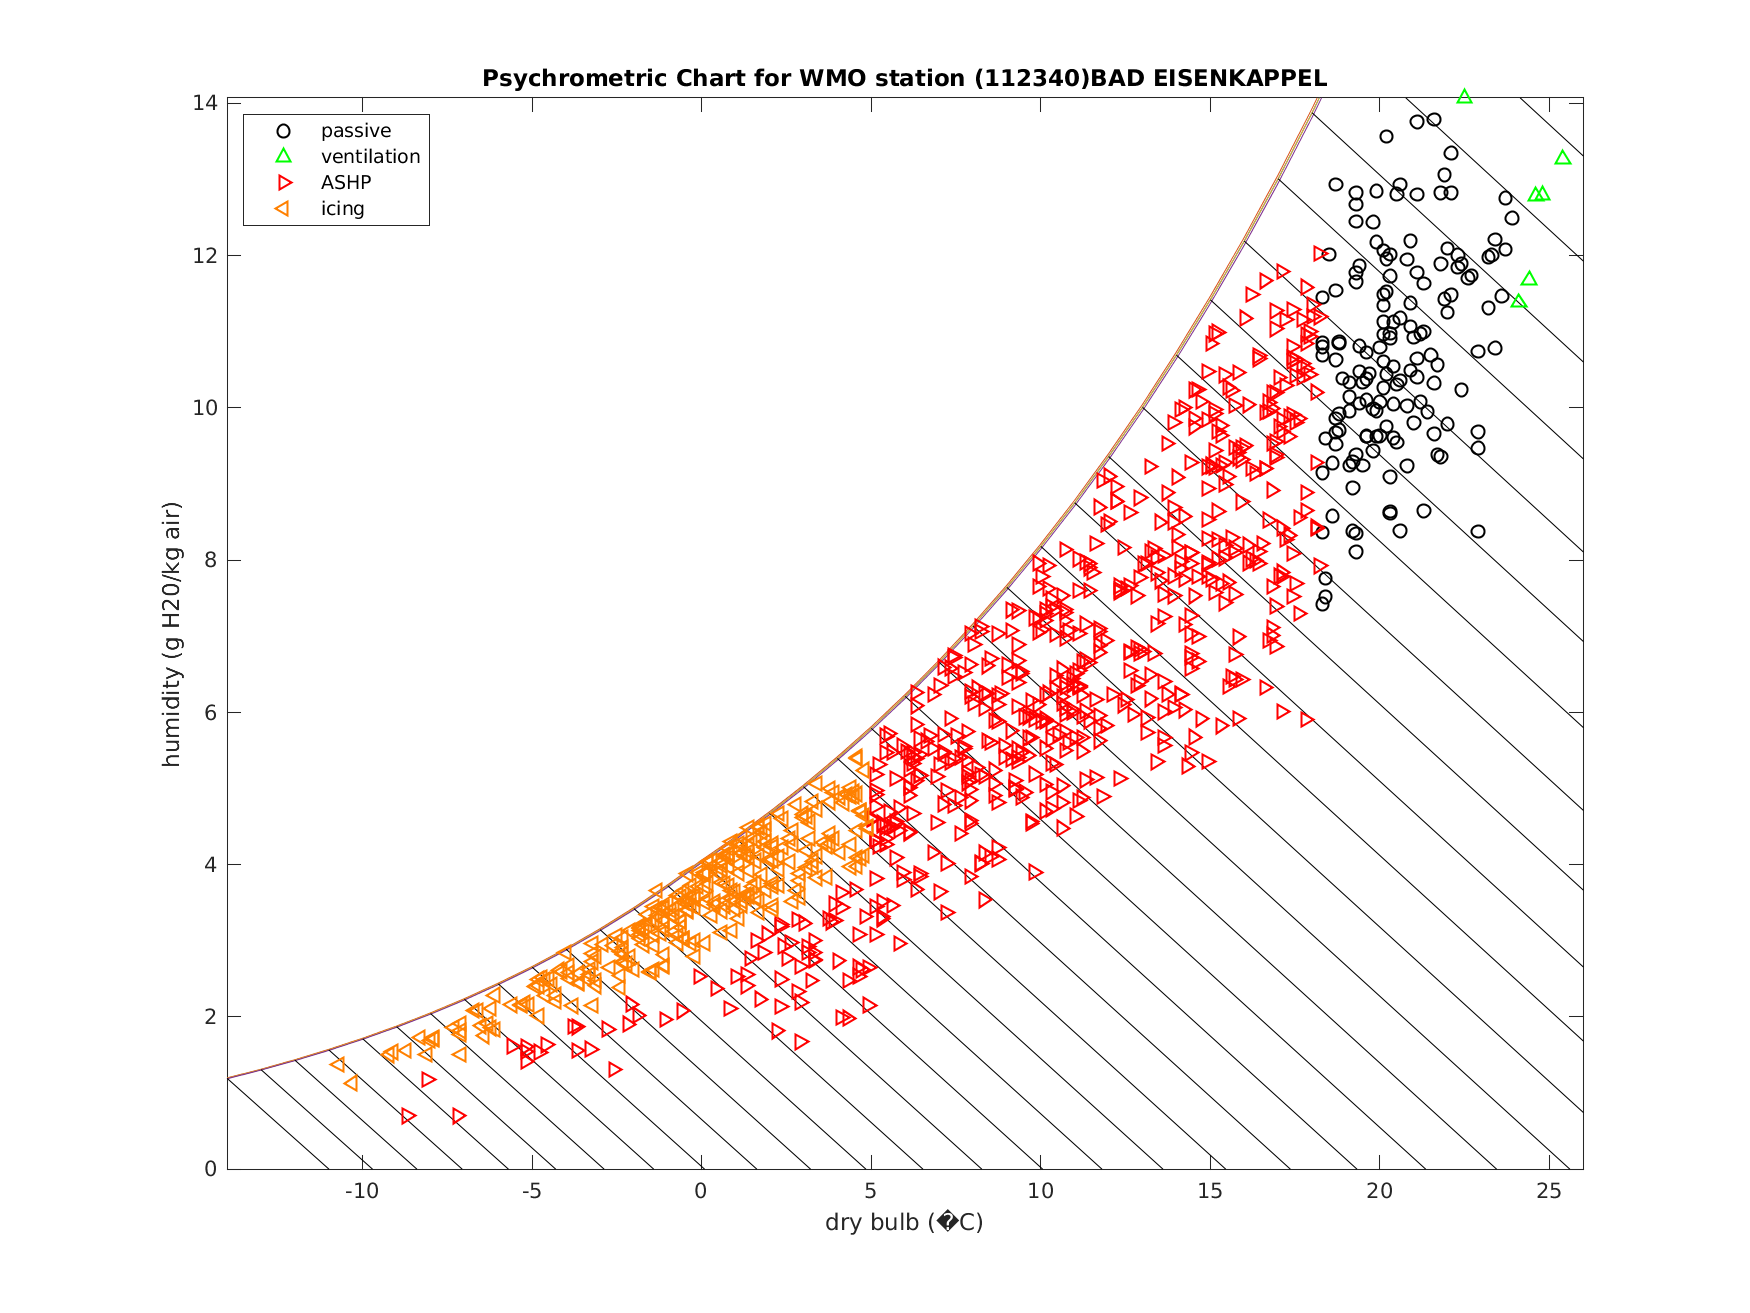 Psychrometric Chart for WMO station (112340)BAD EISENKAPPEL
14
12
10
8
6
4
2
0
passive
ventilation
ASHP
icing
humidity (g H20/kg air)
-10 -5 0 5 10 15 20 25
dry bulb (�C)